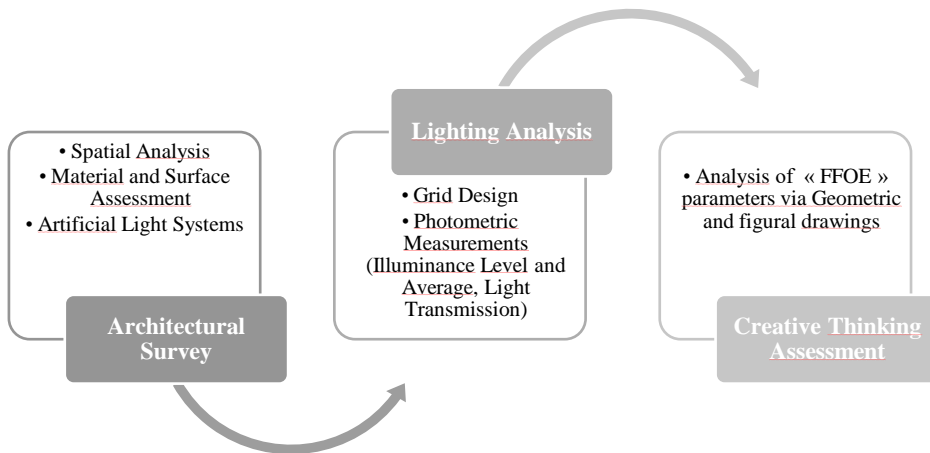 • Spatial Analysis
• Material and Surface
Assessment
• Artificial Light Systems
Architectural
Survey
Lighting Analysis
• Grid Design
• Photometric
Measurements
(Illuminance Level and
Average, Light
Transmission)
• Analysis of « FFOE »
parameters via Geometric
and figural drawings
Creative Thinking
Assessment